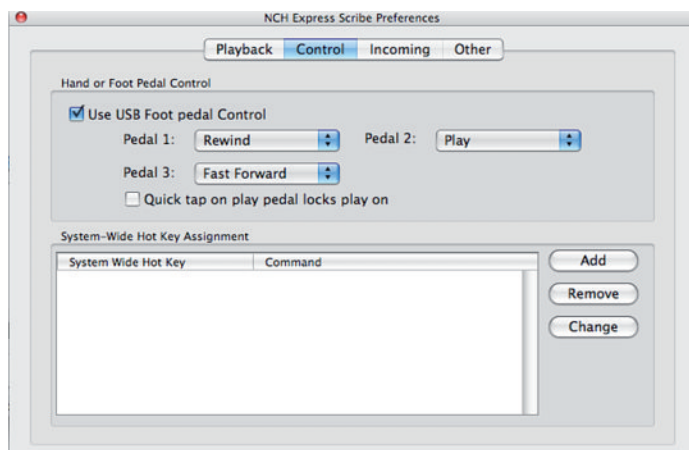 NCH Express Scribe Preferences
Playback Control Incoming Other
Hand or Foot Pedal Control
Use USB Foot pedal Control
Pedal 1: Rewind Pedal 2: Play
Pedal 3: Fast Forward
Quick tap on play pedal locks play on
System-Wide Hot Key Assignment
System Wide Hot Key Command
Add
Remove
Change